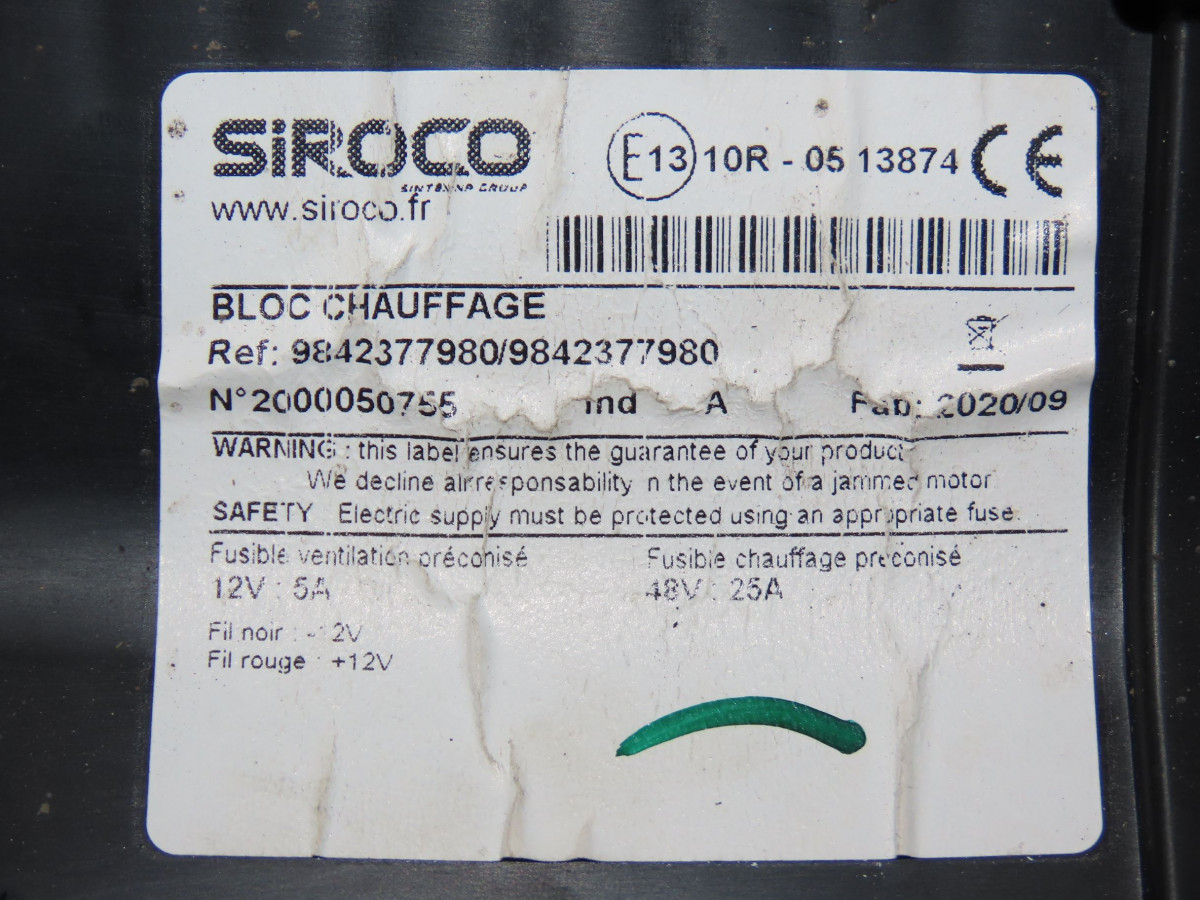 SiROCO
E13 10R - 05 13874 CE
www.siroco.fr
BLOC CHAUFFAGE
Ref: 9842377980/9842377980
N°2000050755 Ind A Fab: 2020/09
WARNING : this label ensures the guarantee of your product
We decline all responsability in the event of a jammed motor
SAFETY Electric supply must be protected using an appropriate fuse.
Fusible ventilation préconisé Fusible chauffage préconisé
12V : 5A 48V : 25A
Fil noir : -12V
Fil rouge : +12V